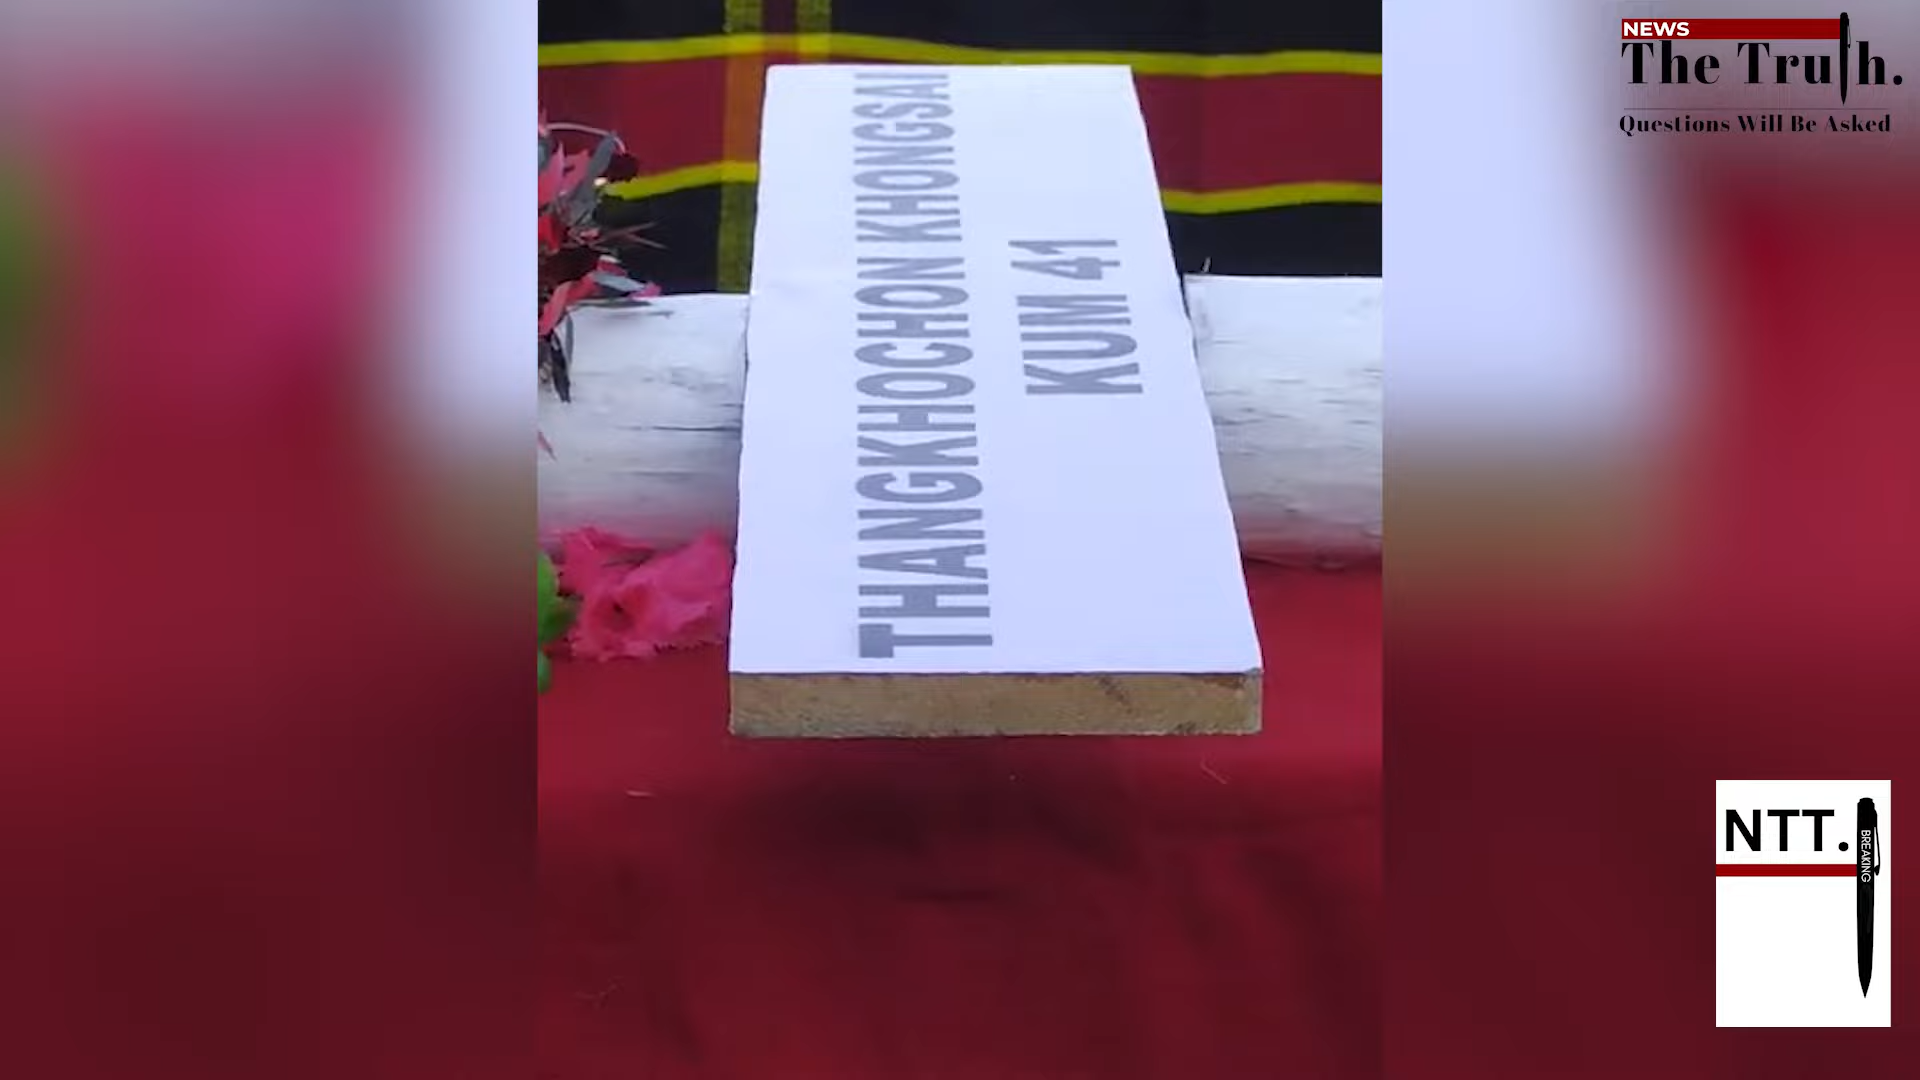 THANGKHOCHON KHONGSAI
KUM 41
NEWS
The Truth.
Questions Will Be Asked
NTT.
BREAKING